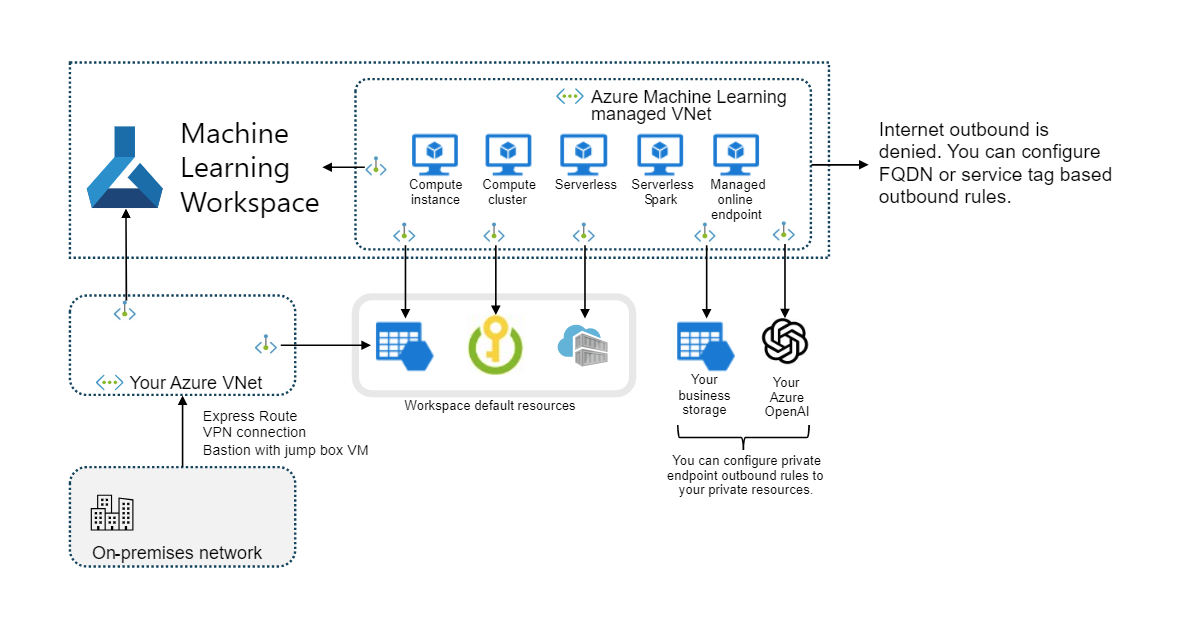 Azure Machine Learning
managed VNet
Machine
Learning
Workspace
Compute
instance
Compute
cluster
Serverless
Serverless
Spark
Managed
online
endpoint
Internet outbound is
denied. You can configure
FQDN or service tag based
outbound rules.
Your Azure VNet
Workspace default resources
Your
business
storage
Your
Azure
OpenAI
Express Route
VPN connection
Bastion with jump box VM
You can configure private
endpoint outbound rules to
your private resources.
On-premises network